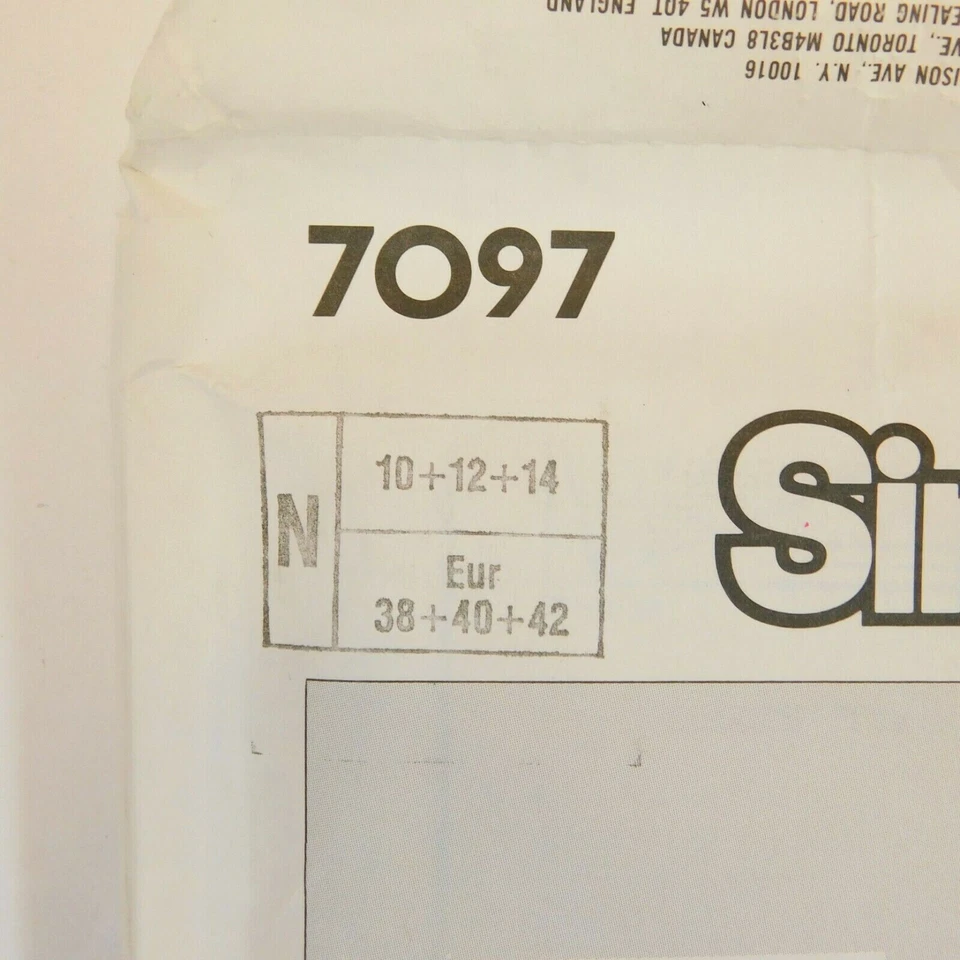 EALING ROAD, LONDON W5 4QT, ENGLAND
VE., TORONTO M4B3L8 CANADA
ISON AVE., N.Y. 10016
7097
N
10+12+14
Eur
38+40+42
Sim